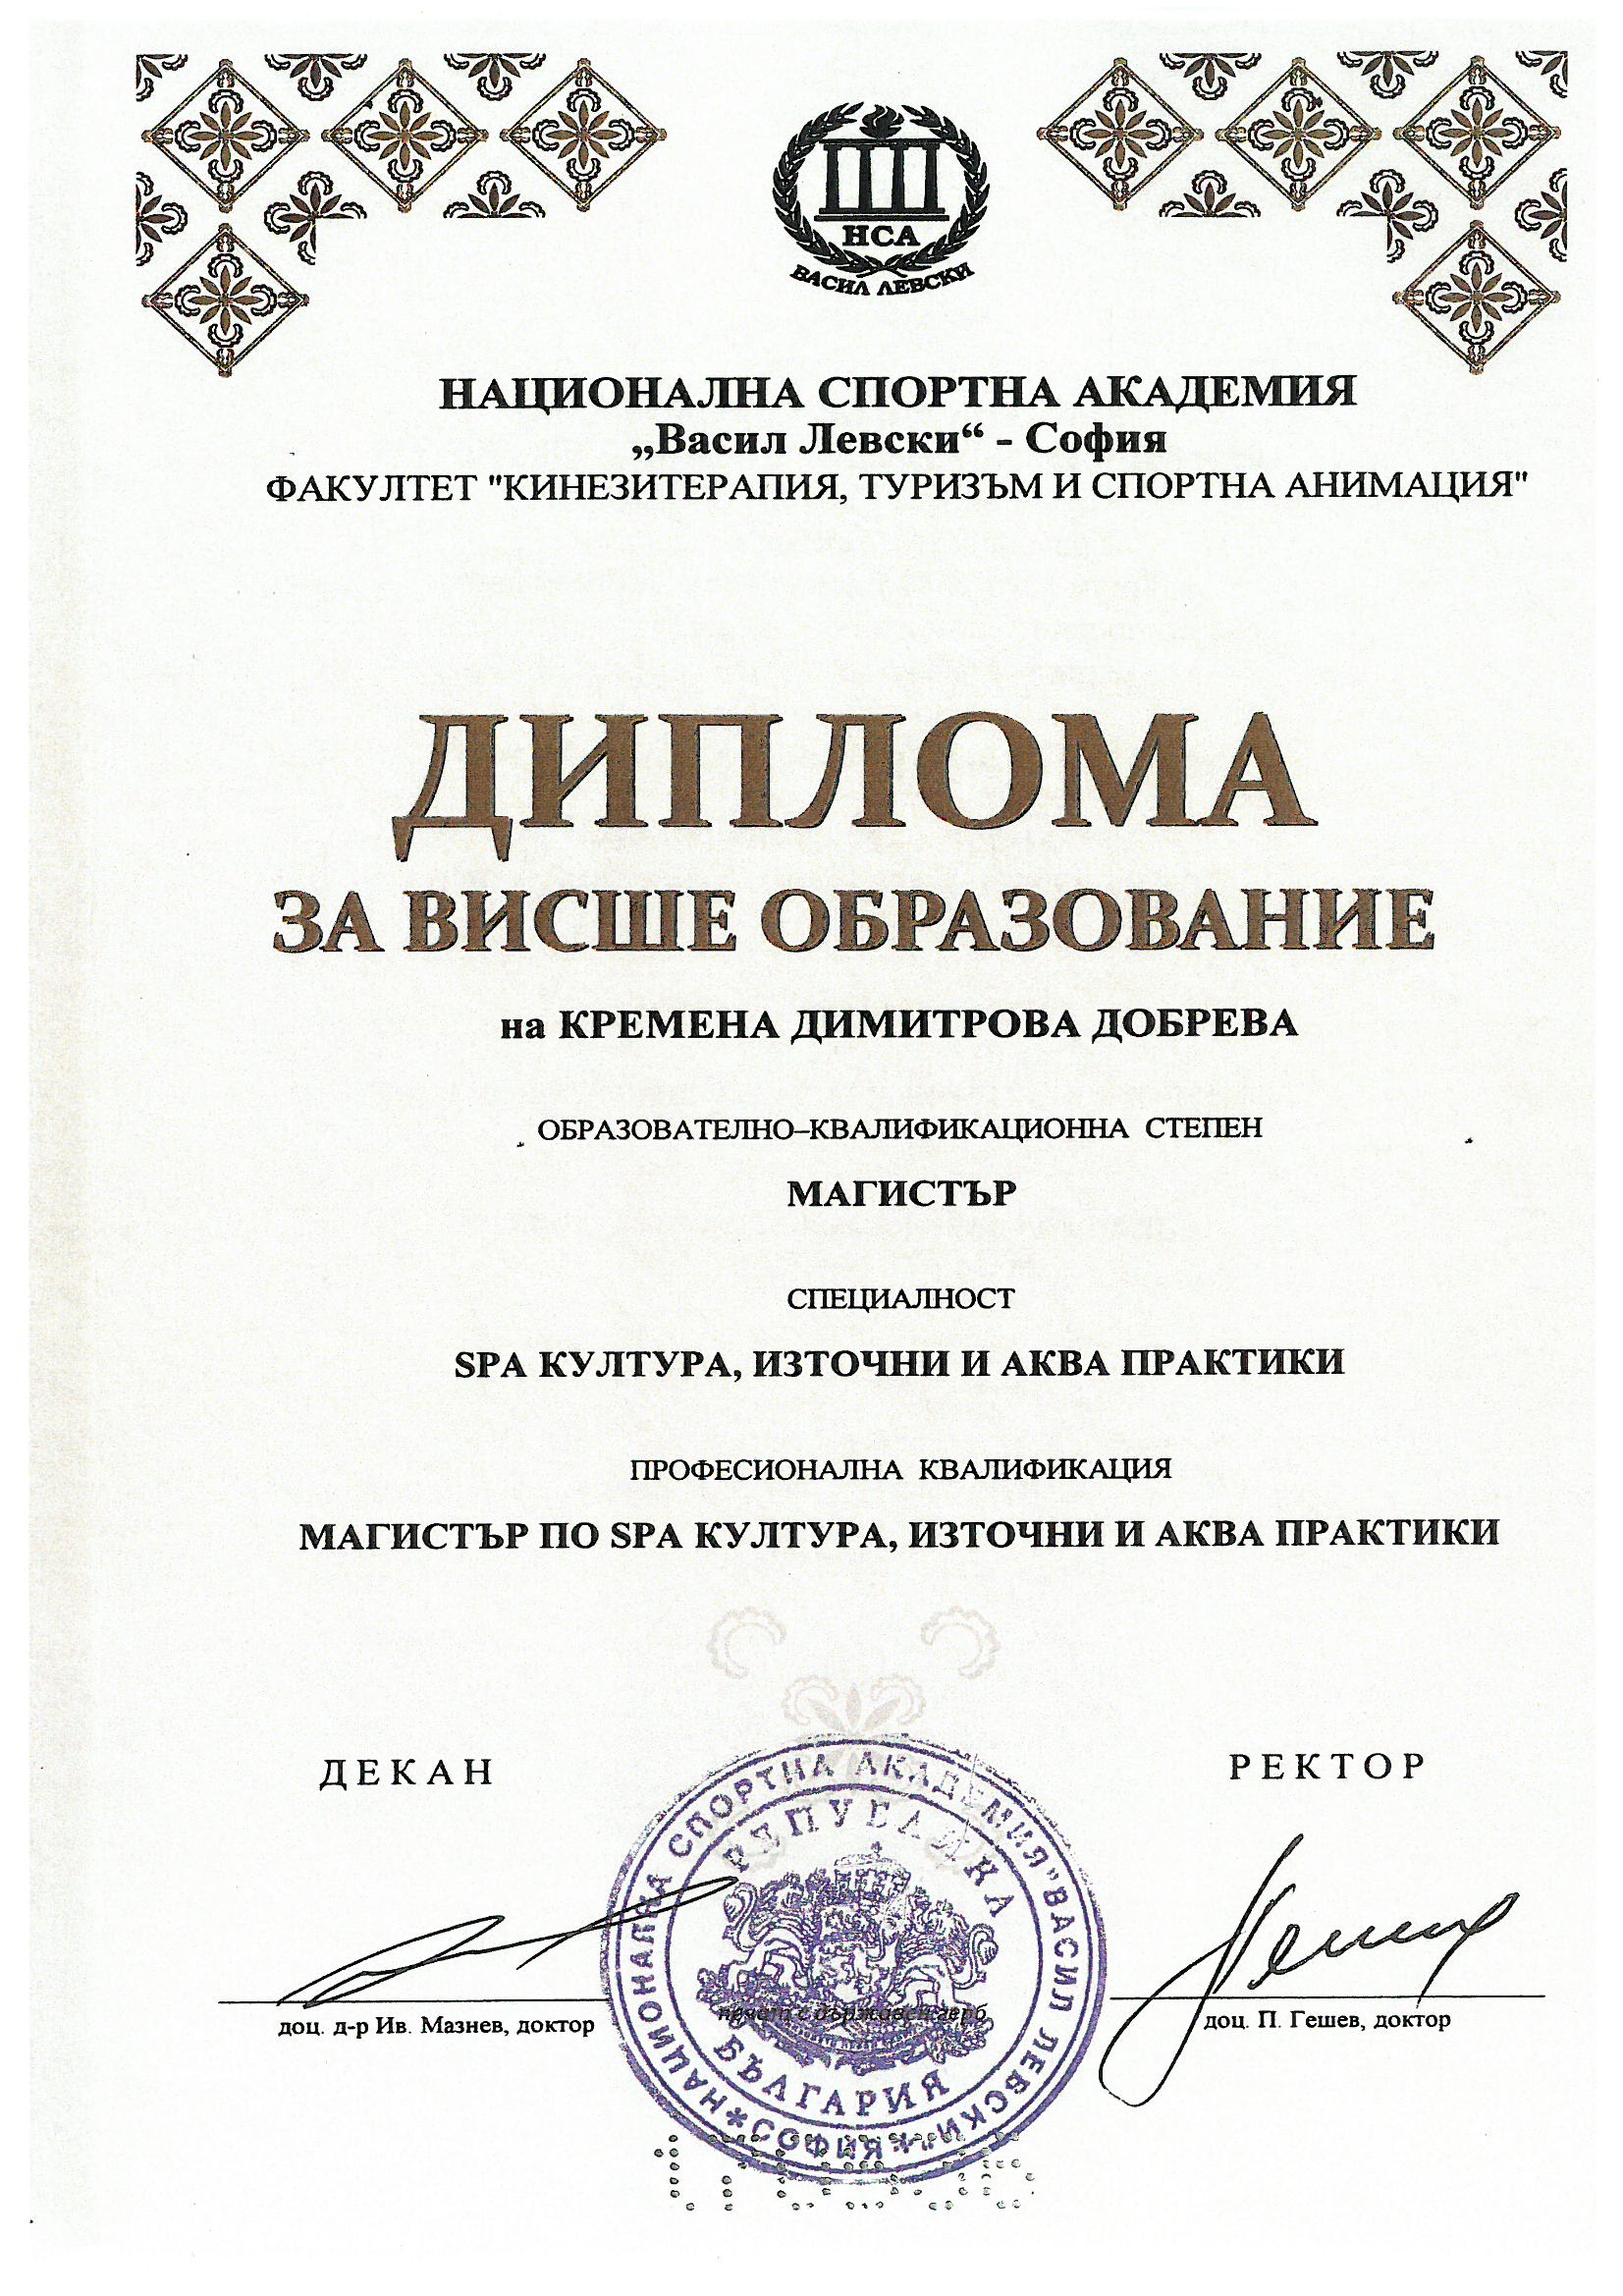 НСА
ВАСИЛ ЛЕВСКИ
НАЦИОНАЛНА СПОРТНА АКАДЕМИЯ
„Васил Левски“ - София
ФАКУЛТЕТ "КИНЕЗИТЕРАПИЯ, ТУРИЗЪМ И СПОРТНА АНИМАЦИЯ"
ДИПЛОМА
ЗА ВИСШЕ ОБРАЗОВАНИЕ
на КРЕМЕНА ДИМИТРОВА ДОБРЕВА
ОБРАЗОВАТЕЛНО–КВАЛИФИКАЦИОННА СТЕПЕН
МАГИСТЪР
СПЕЦИАЛНОСТ
SPA КУЛТУРА, ИЗТОЧНИ И АКВА ПРАКТИКИ
ПРОФЕСИОНАЛНА КВАЛИФИКАЦИЯ
МАГИСТЪР ПО SPA КУЛТУРА, ИЗТОЧНИ И АКВА ПРАКТИКИ
ДЕКАН
РЕКТОР
НАЦИОНАЛНА СПОРТНА АКАДЕМИЯ "ВАСИЛ ЛЕВСКИ" * СОФИЯ *
РЕПУБЛИКА
БЪЛГАРИЯ
печат с държавен герб
доц. д-р Ив. Мазнев, доктор
доц. П. Гешев, доктор